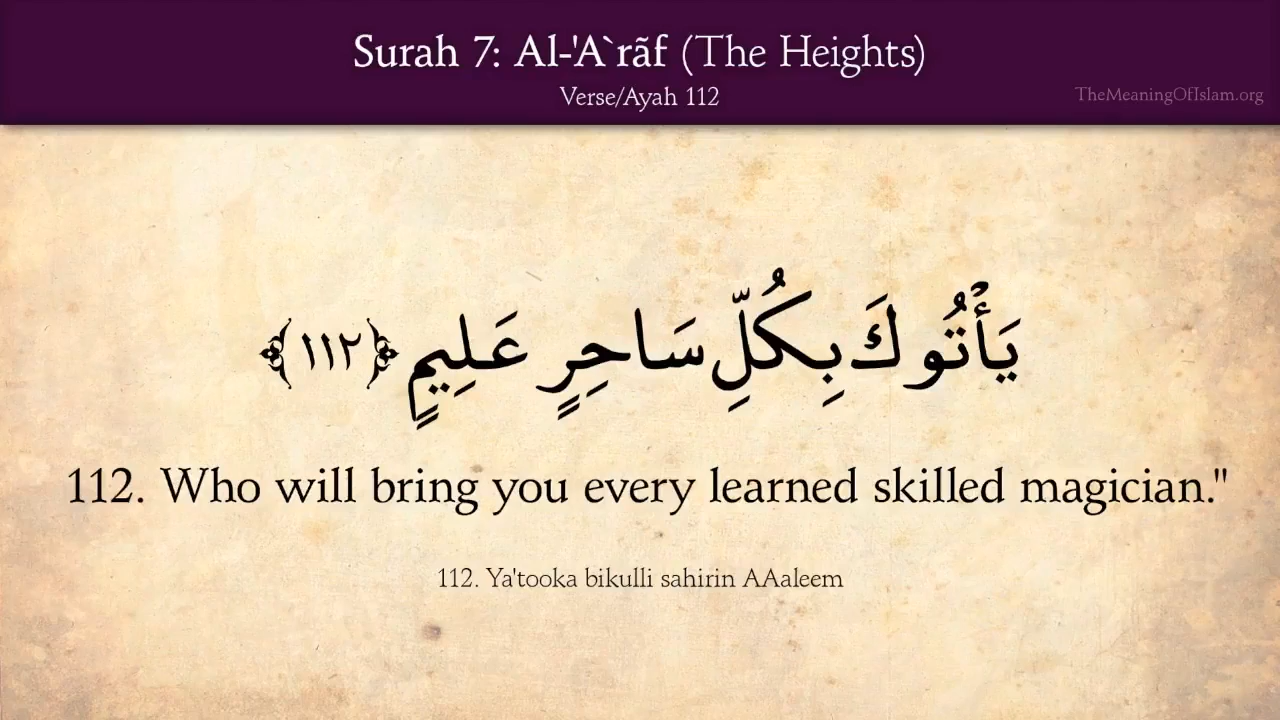 Surah 7: Al-'A`rãf (The Heights)
Verse/Ayah 112
TheMeaningOfIslam.org
يَأْتُوكَ بِكُلِّ سَاحِرٍ عَلِيمٍ ﴿١١٢﴾
112. Who will bring you every learned skilled magician."
112. Ya'tooka bikulli sahirin AAaleem